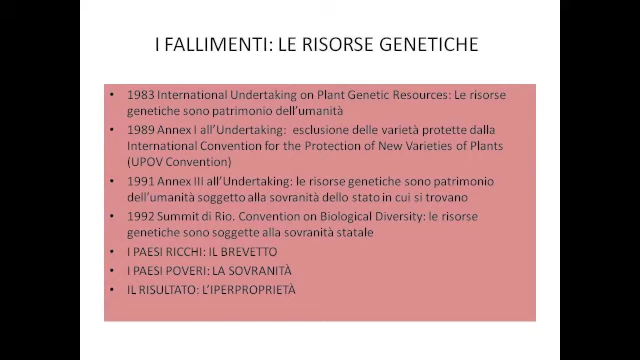 I FALLIMENTI: LE RISORSE GENETICHE
• 1983 International Undertaking on Plant Genetic Resources: Le risorse
genetiche sono patrimonio dell'umanità
• 1989 Annex I all'Undertaking: esclusione delle varietà protette dalla
International Convention for the Protection of New Varieties of Plants
(UPOV Convention)
• 1991 Annex III all'Undertaking: le risorse genetiche sono patrimonio
dell'umanità soggetto alla sovranità dello stato in cui si trovano
• 1992 Summit di Rio. Convention on Biological Diversity: le risorse
genetiche sono soggette alla sovranità statale
• I PAESI RICCHI: IL BREVETTO
• I PAESI POVERI: LA SOVRANITÀ
• IL RISULTATO: L'IPERPROPRIETÀ